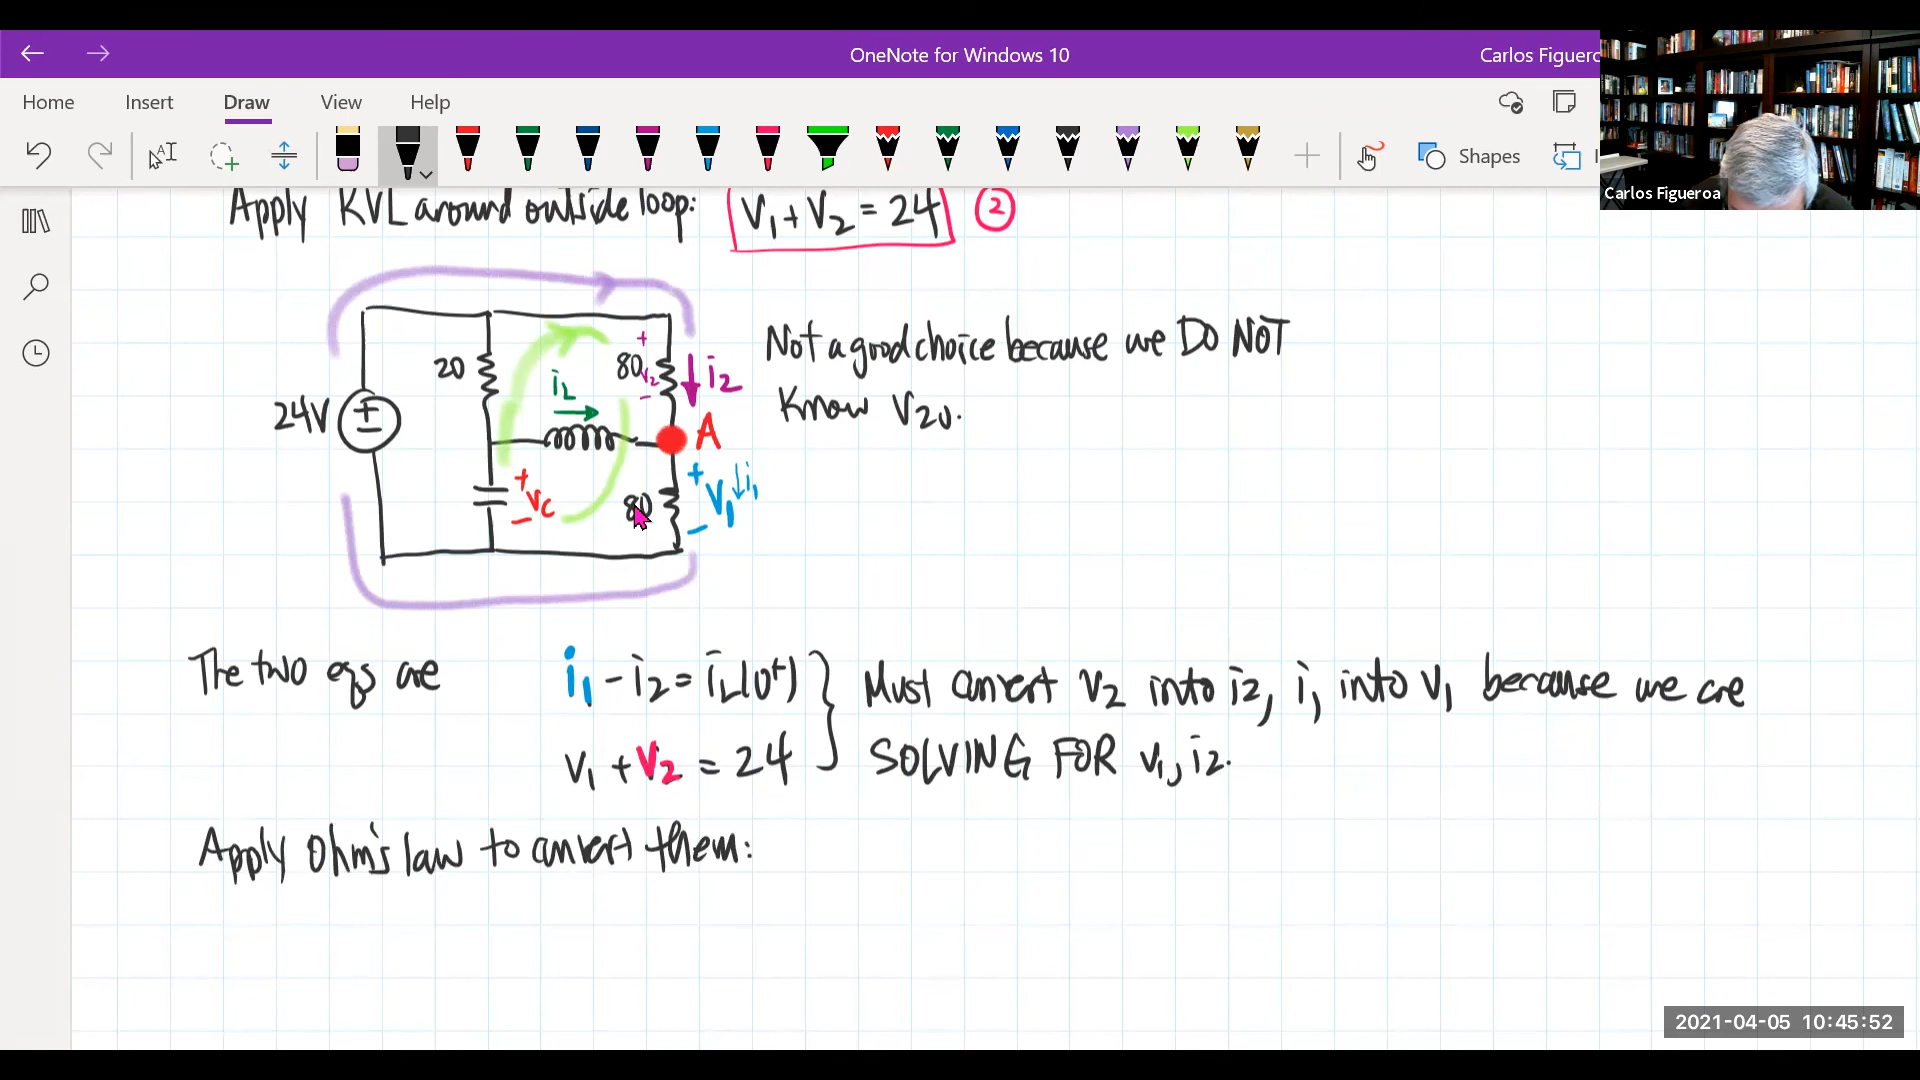 OneNote for Windows 10
Carlos Figuero
Home Insert Draw View Help
Shapes
Carlos Figueroa
Apply KVL around outside loop: V1 + V2 = 24 2
24V
20
80
+
V2
-
i2
iL
A
+
Vc
-
80
+
V1
-
i1
Not a good choice because we DO NOT
Know V20.
The two eqs are i1 - i2 = iL(0+) } Must convert V2 into i2, i1 into V1 because we are
V1 + V2 = 24 SOLVING FOR V1, i2.
Apply Ohm's law to convert them:
2021-04-05 10:45:52